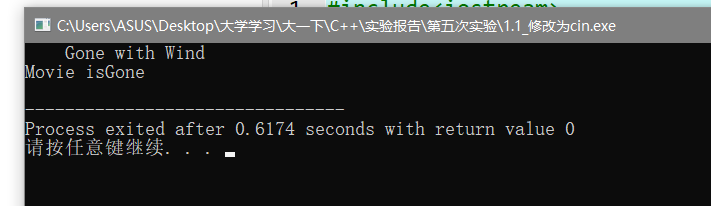 1 #include<iostream>
C:\Users\ASUS\Desktop\大学学习\大一下\C++\实验报告\第五次实验\1.1_修改为cin.exe
Gone with Wind
Movie isGone
--------------------------------
Process exited after 0.6174 seconds with return value 0
请按任意键继续. . .